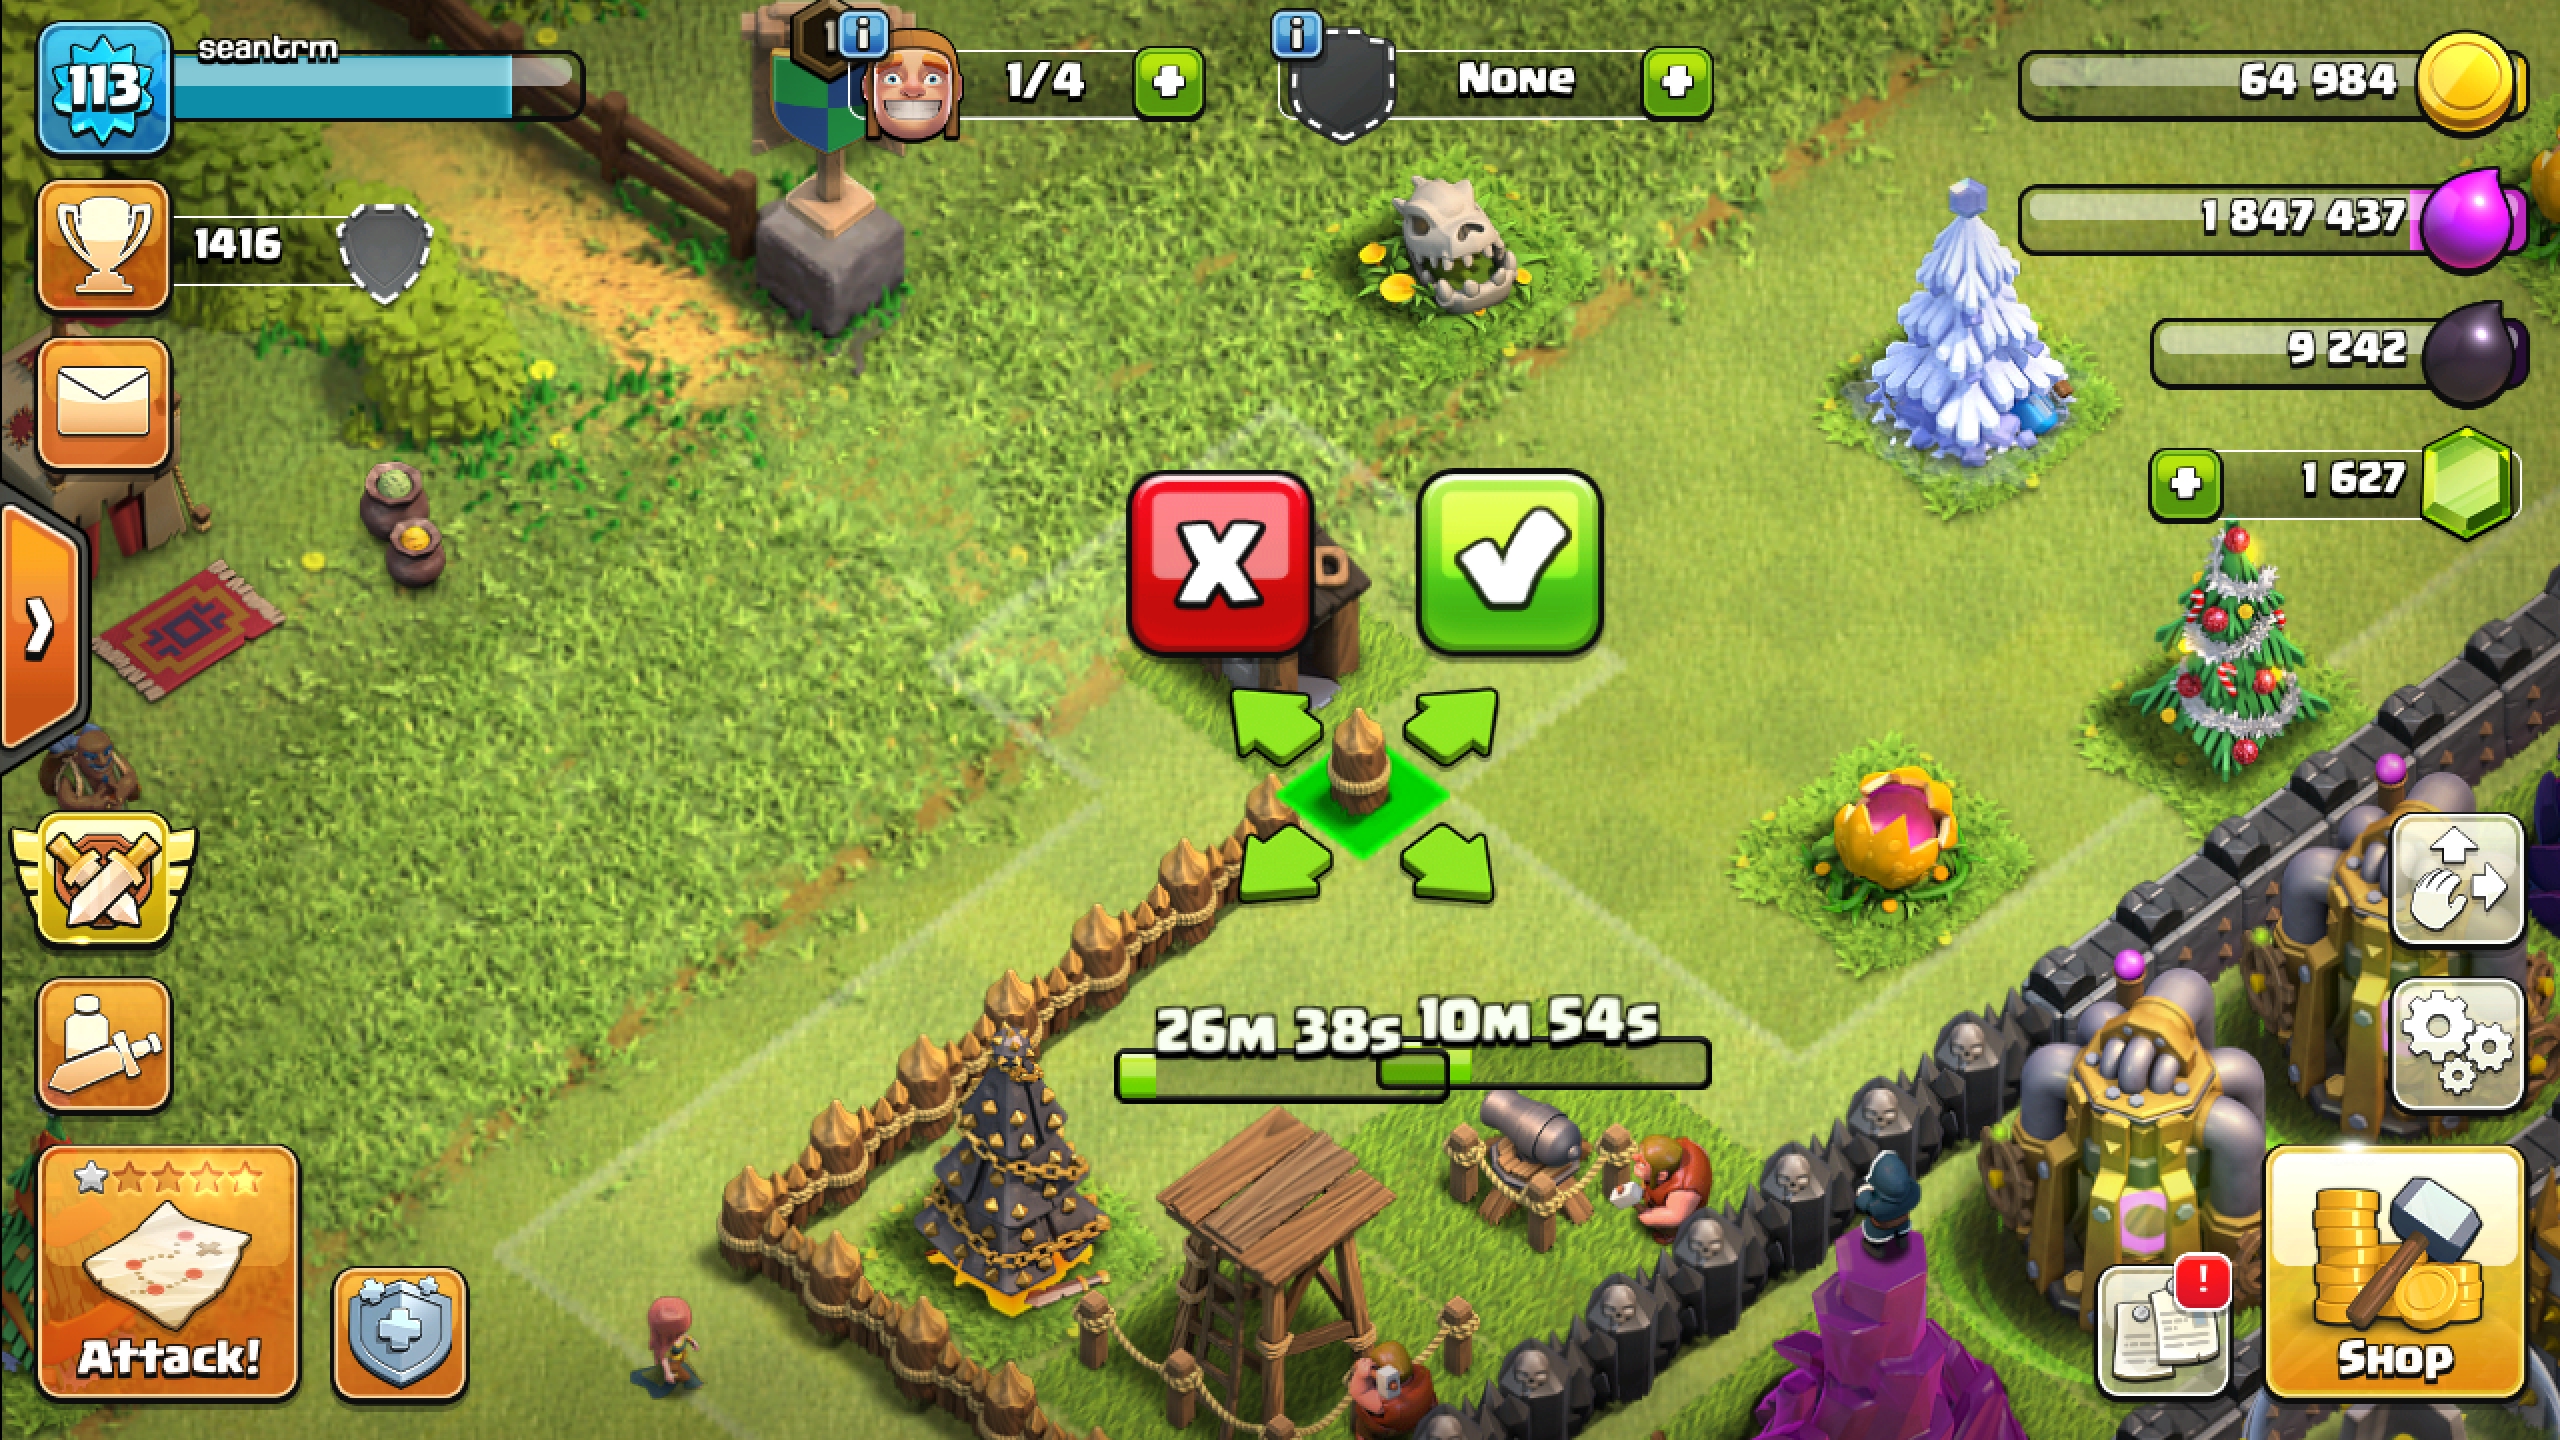 113
seantrm
1/4
None
64 984
1416
1 847 437
9 242
1 627
D
26M 38S
10M 54S
!
Attack!
Shop